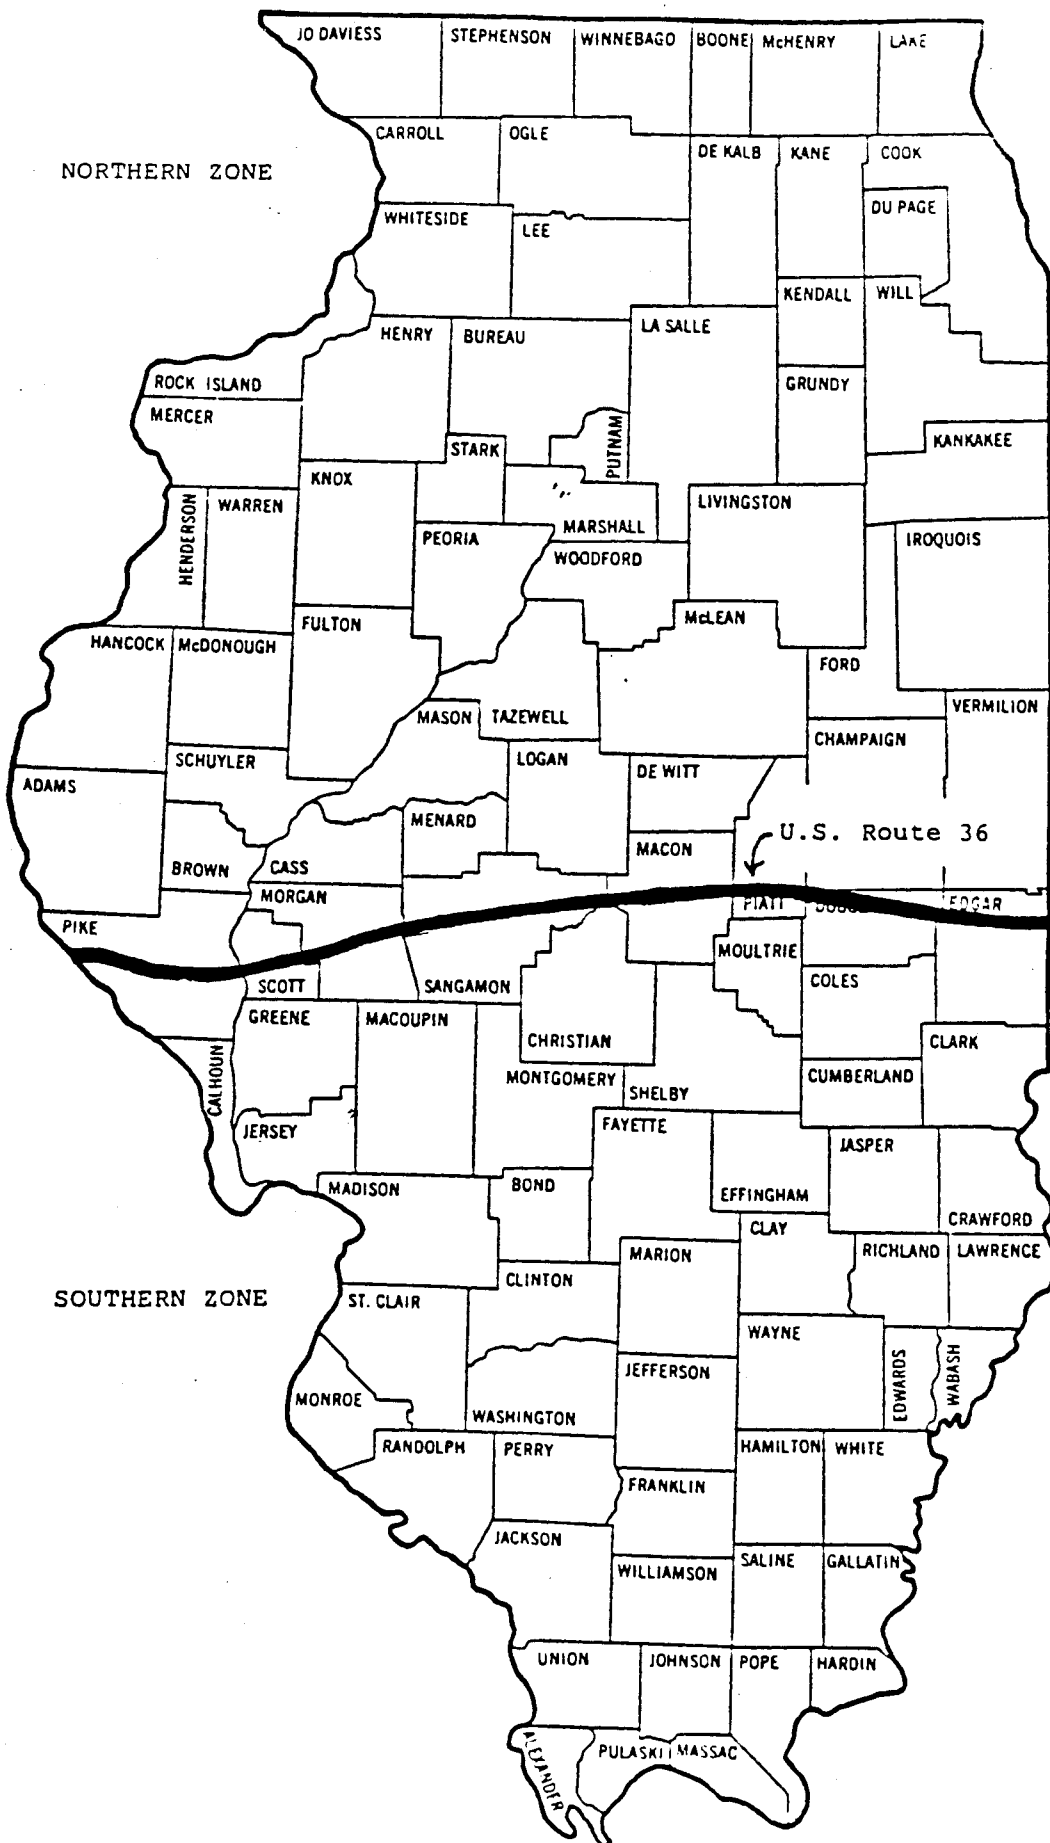 JO DAVIESS STEPHENSON WINNEBAGO BOONE McHENRY LAKE
CARROLL OGLE
DE KALB KANE COOK
NORTHERN ZONE
DU PAGE
WHITESIDE LEE
KENDALL WILL
HENRY BUREAU LA SALLE
ROCK ISLAND GRUNDY
MERCER
PUTNAM
STARK KANKAKEE
KNOX
HENDERSON WARREN LIVINGSTON
PEORIA MARSHALL IROQUOIS
WOODFORD
FULTON McLEAN
HANCOCK McDONOUGH
FORD
MASON TAZEWELL VERMILION
CHAMPAIGN
SCHUYLER LOGAN DE WITT
ADAMS
MENARD
U.S. Route 36
MACON
BROWN CASS
MORGAN
PIATT EDGAR
PIKE
MOULTRIE
SCOTT SANGAMON COLES
GREENE MACOUPIN
CHRISTIAN CLARK
CALHOUN
MONTGOMERY SHELBY CUMBERLAND
JERSEY FAYETTE
JASPER
MADISON BOND EFFINGHAM
CLAY CRAWFORD
MARION RICHLAND LAWRENCE
CLINTON
SOUTHERN ZONE ST. CLAIR
WAYNE
JEFFERSON EDWARDS WABASH
MONROE
WASHINGTON
RANDOLPH PERRY HAMILTON WHITE
FRANKLIN
JACKSON
WILLIAMSON SALINE GALLATIN
UNION JOHNSON POPE HARDIN
ALEXANDER PULASKI MASSAC